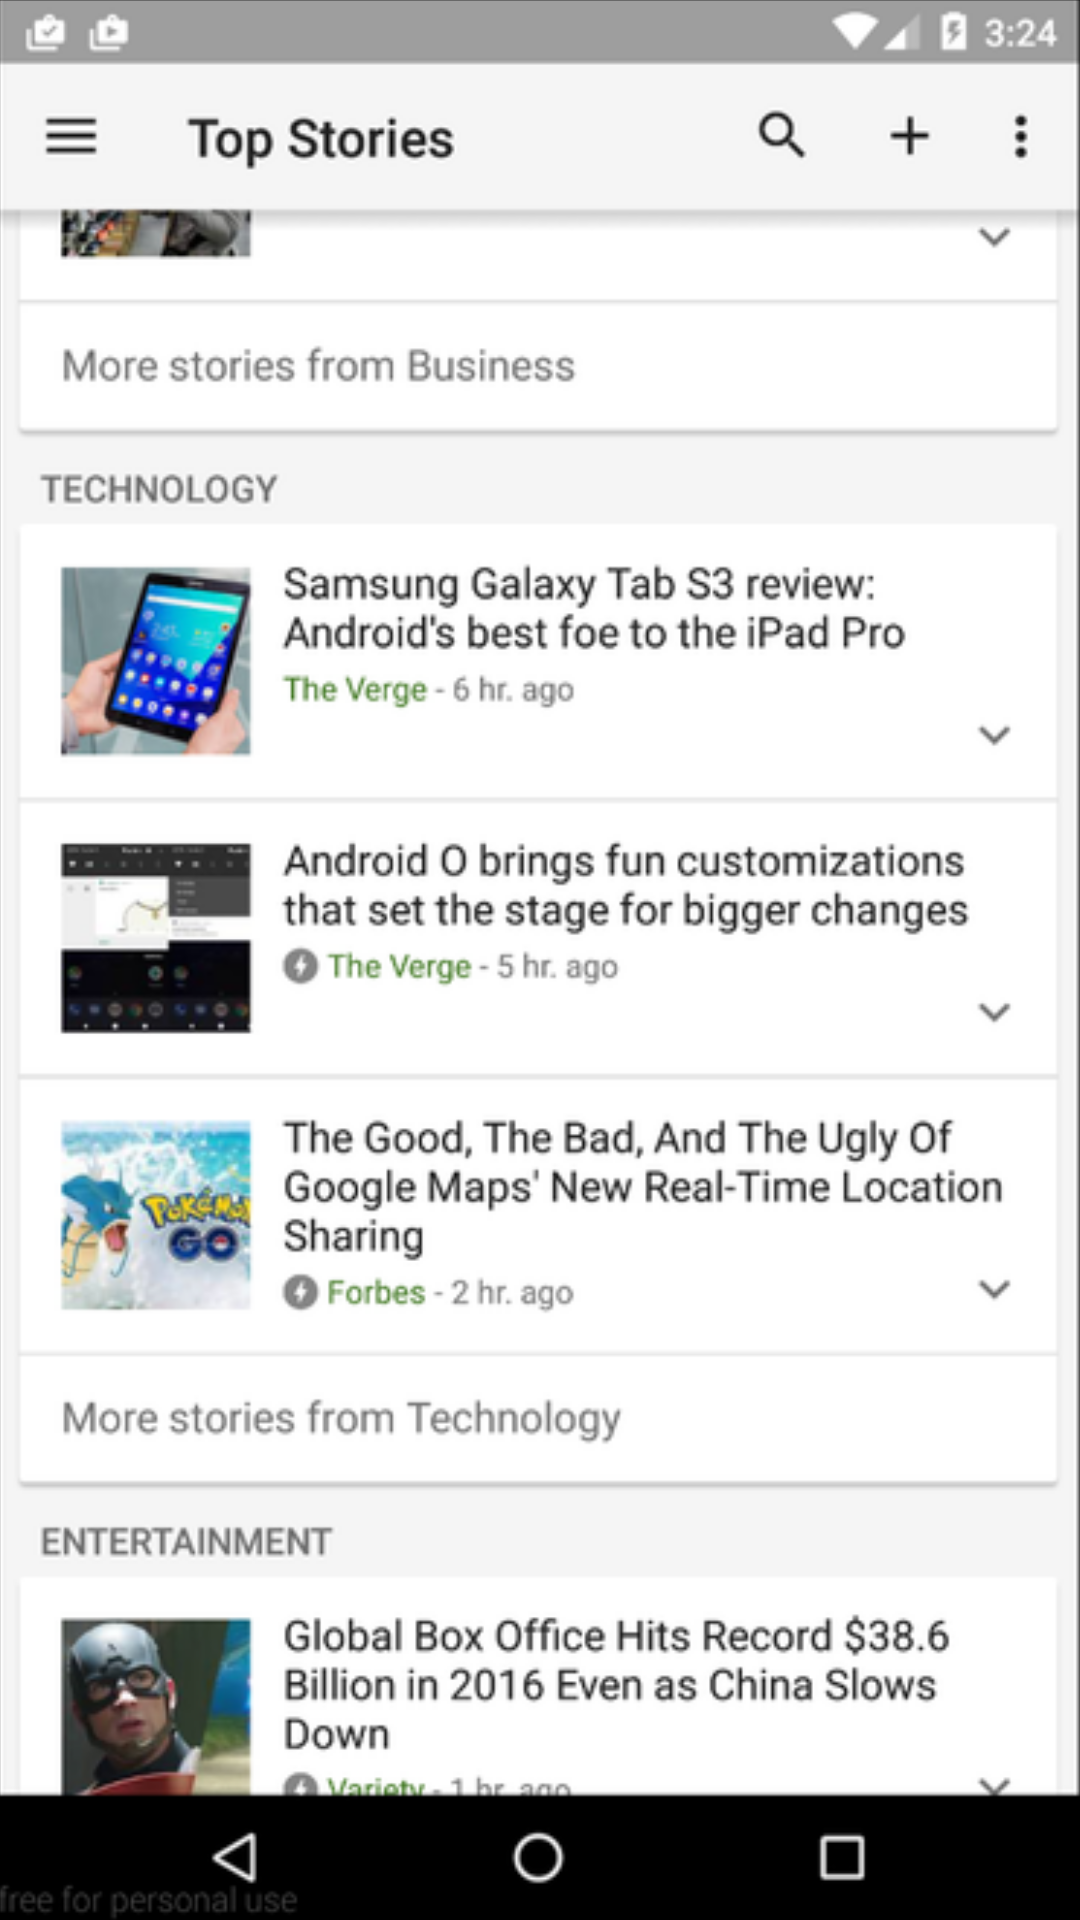 3:24
Top Stories
More stories from Business
TECHNOLOGY
Samsung Galaxy Tab S3 review:
Android's best foe to the iPad Pro
The Verge - 6 hr. ago
Android O brings fun customizations
that set the stage for bigger changes
The Verge - 5 hr. ago
POKéMON
GO
The Good, The Bad, And The Ugly Of
Google Maps' New Real-Time Location
Sharing
Forbes - 2 hr. ago
More stories from Technology
ENTERTAINMENT
Global Box Office Hits Record $38.6
Billion in 2016 Even as China Slows
Down
Variety - 1 hr. ago
free for personal use